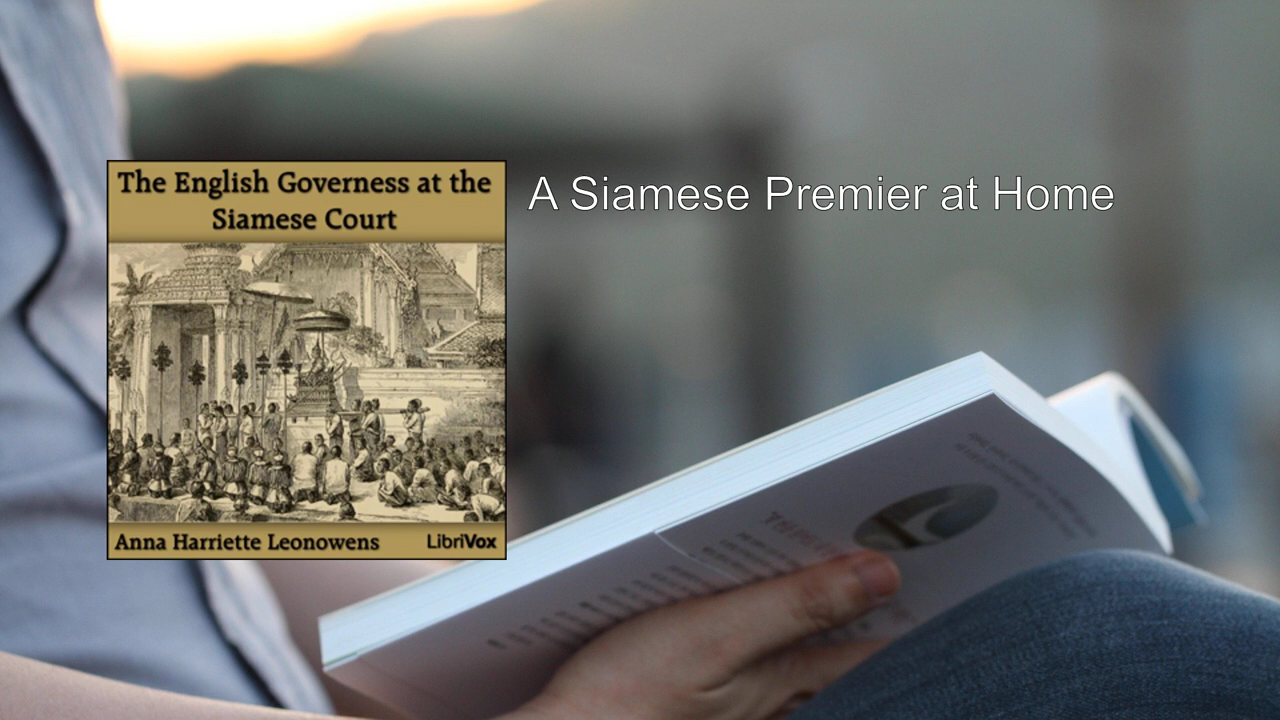 The English Governess at the
Siamese Court
Anna Harriette Leonowens
LibriVox
A Siamese Premier at Home